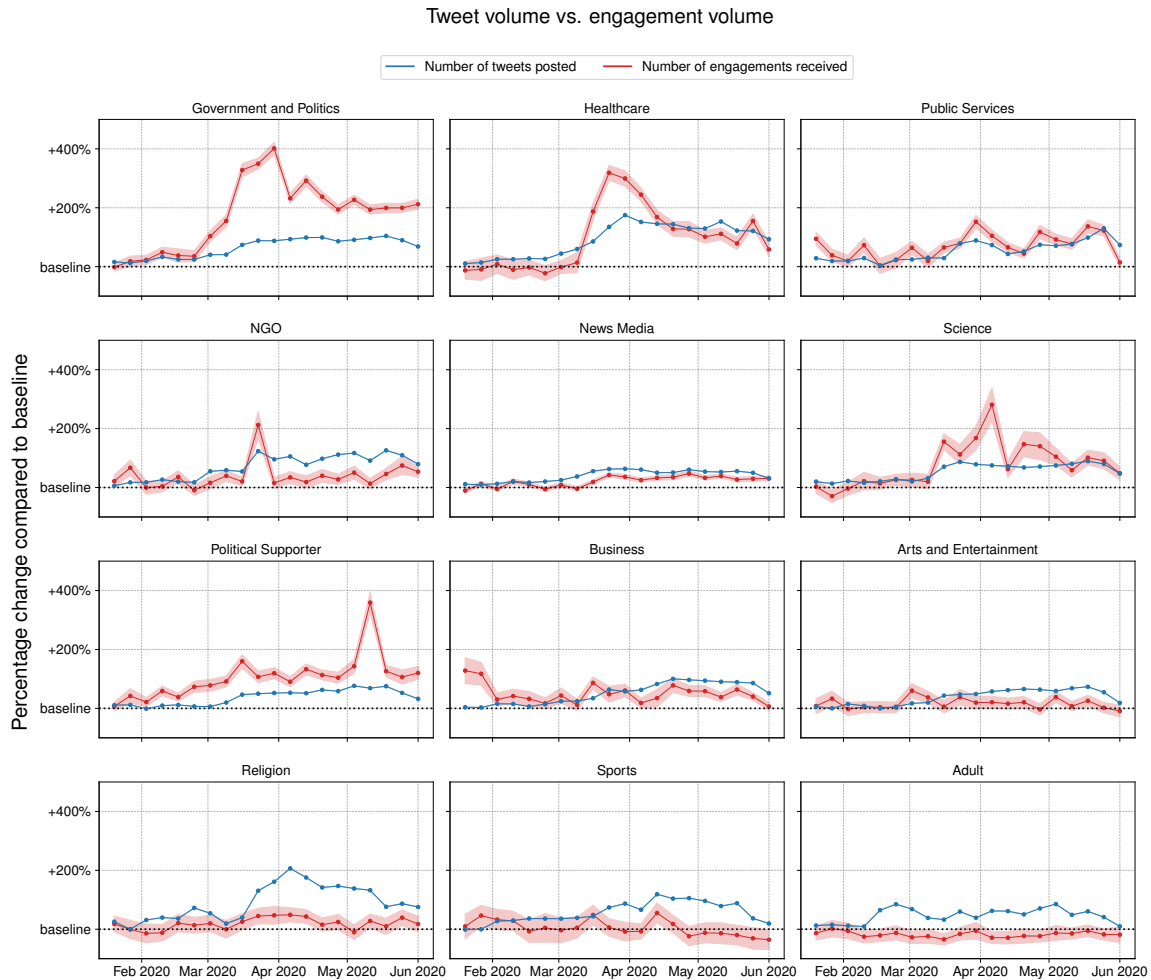 Tweet volume vs. engagement volume
Number of tweets posted Number of engagements received
Government and Politics Healthcare Public Services
+400%
+200%
baseline
NGO News Media Science
+400%
+200%
baseline
Percentage change compared to baseline
Political Supporter Business Arts and Entertainment
+400%
+200%
baseline
Religion Sports Adult
+400%
+200%
baseline
Feb 2020 Mar 2020 Apr 2020 May 2020 Jun 2020 Feb 2020 Mar 2020 Apr 2020 May 2020 Jun 2020 Feb 2020 Mar 2020 Apr 2020 May 2020 Jun 2020